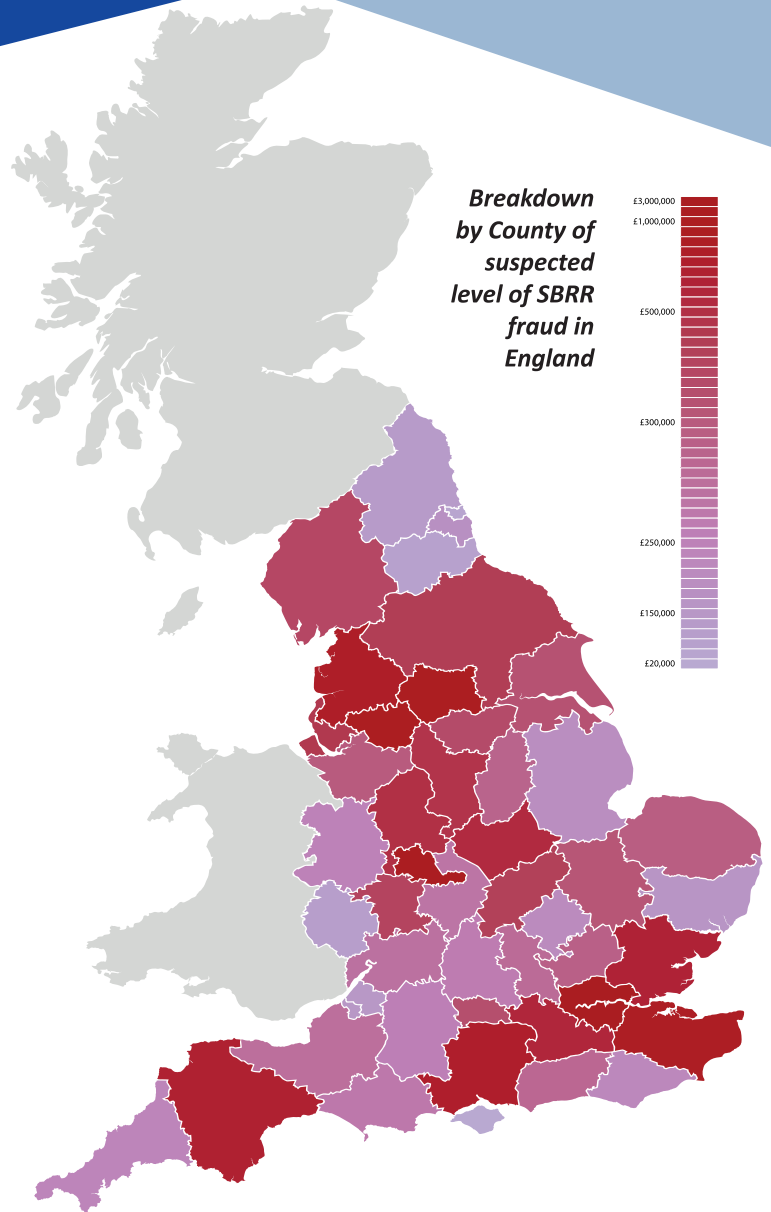 Breakdown
by County of
suspected
level of SBRR
fraud in
England
£3,000,000
£1,000,000
£500,000
£300,000
£250,000
£150,000
£20,000